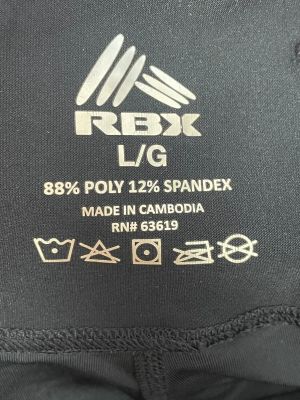 RBX
L/G
88% POLY 12% SPANDEX
MADE IN CAMBODIA
RN# 63619